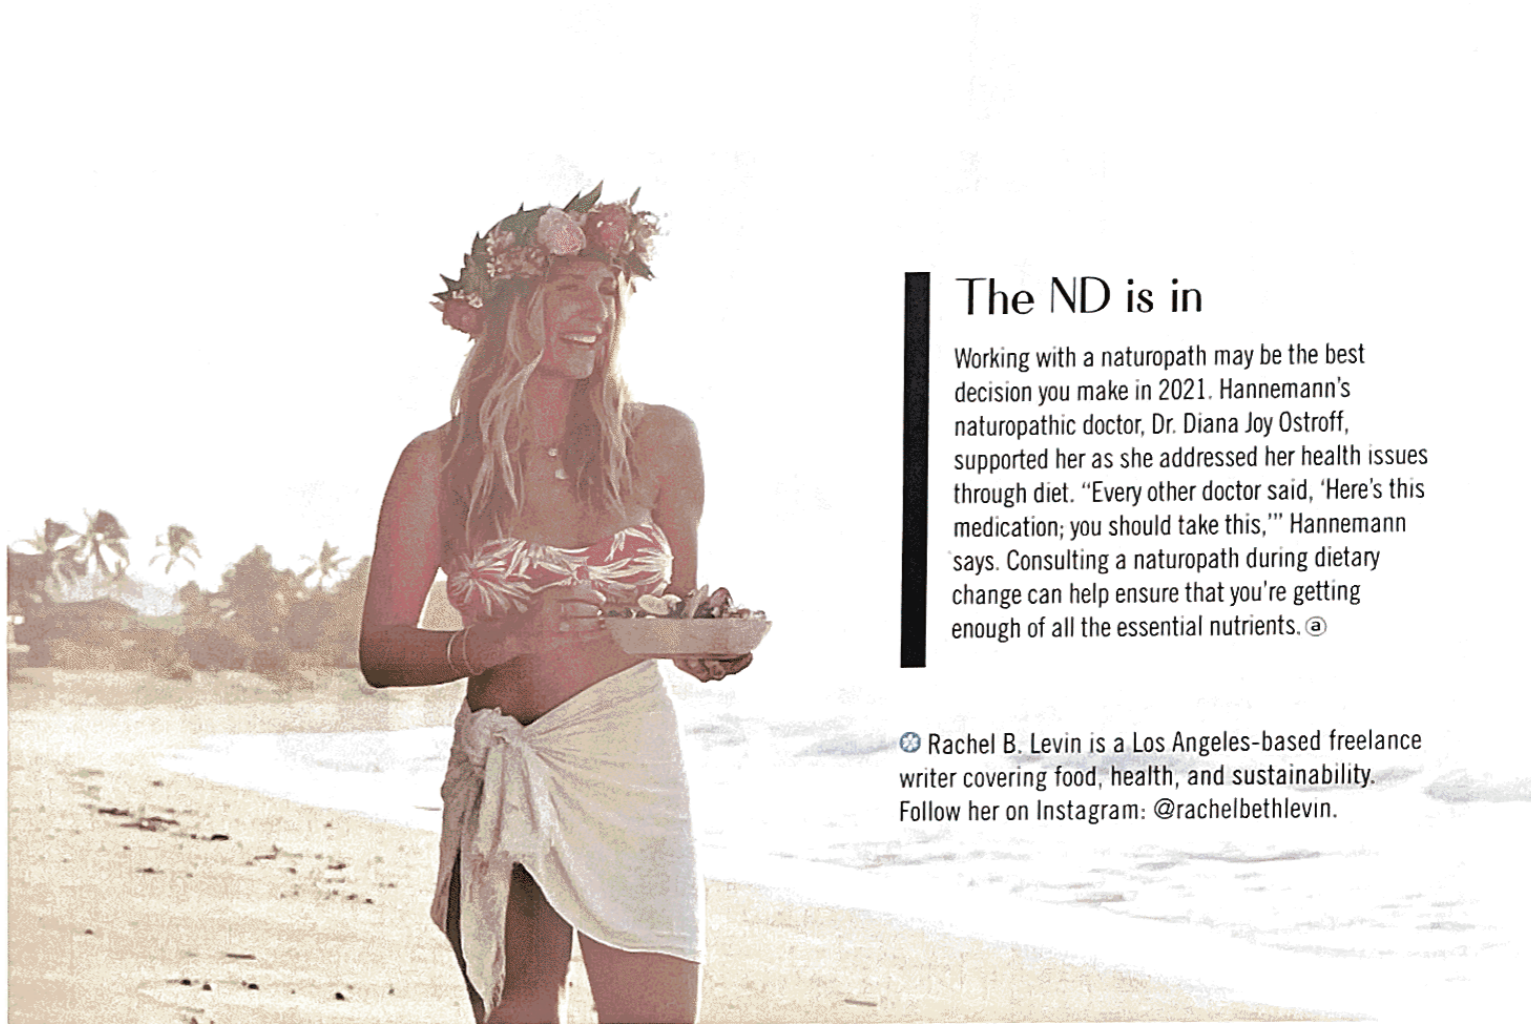 The ND is in
Working with a naturopath may be the best
decision you make in 2021. Hannemann's
naturopathic doctor, Dr. Diana Joy Ostroff,
supported her as she addressed her health issues
through diet. “Every other doctor said, ‘Here's this
medication; you should take this,’” Hannemann
says. Consulting a naturopath during dietary
change can help ensure that you're getting
enough of all the essential nutrients. ⓐ
Rachel B. Levin is a Los Angeles-based freelance
writer covering food, health, and sustainability.
Follow her on Instagram: @rachelbethlevin.